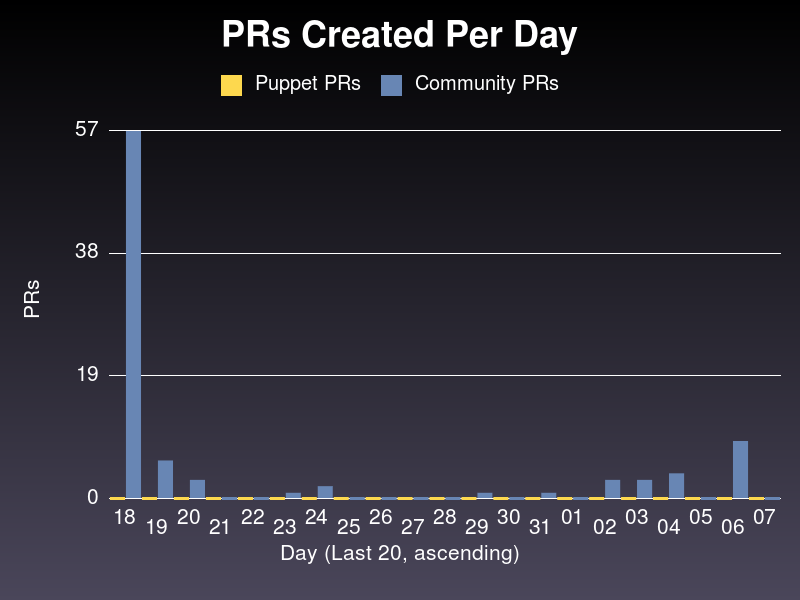 PRs Created Per Day
Puppet PRs Community PRs
57
38
19
0
PRs
18 19 20 21 22 23 24 25 26 27 28 29 30 31 01 02 03 04 05 06 07
Day (Last 20, ascending)